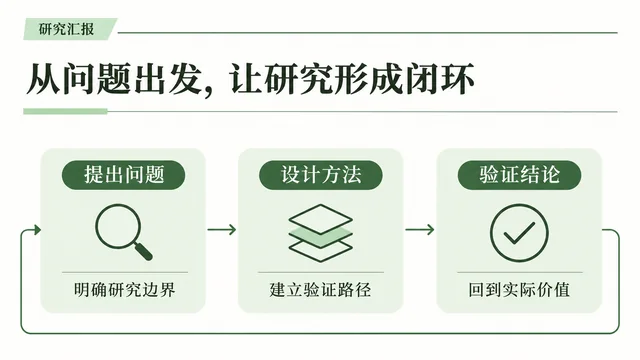 研究汇报
从问题出发，让研究形成闭环
提出问题
明确研究边界
设计方法
建立验证路径
验证结论
回到实际价值